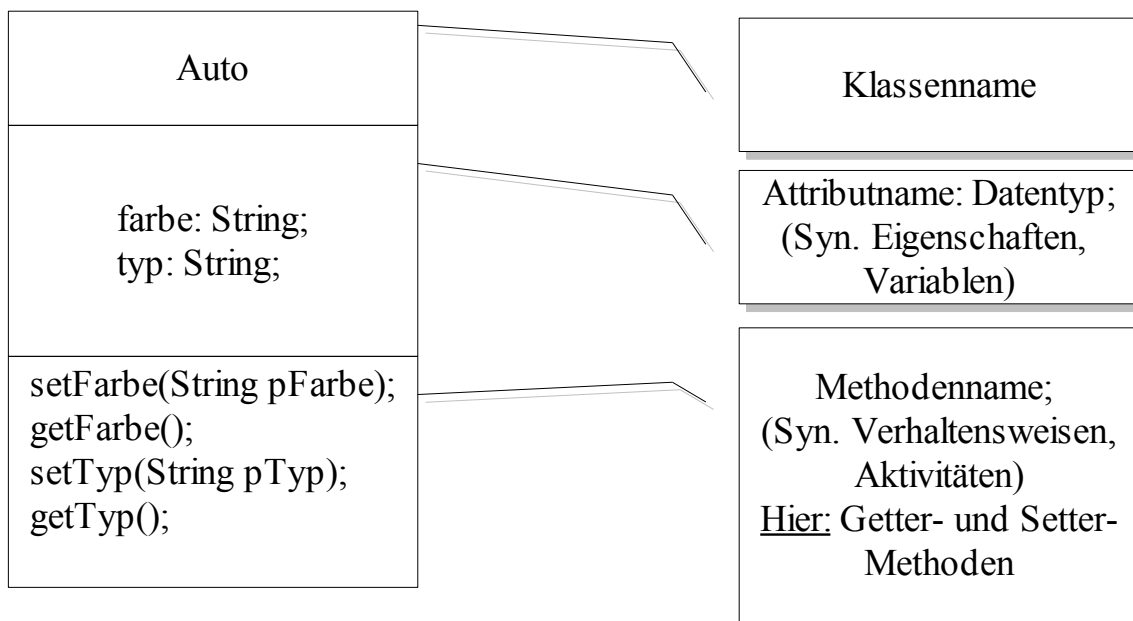 Auto
farbe: String;
typ: String;
setFarbe(String pFarbe);
getFarbe();
setTyp(String pTyp);
getTyp();
Klassenname
Attributname: Datentyp;
(Syn. Eigenschaften,
Variablen)
Methodenname;
(Syn. Verhaltensweisen,
Aktivitäten)
Hier: Getter- und Setter-
Methoden